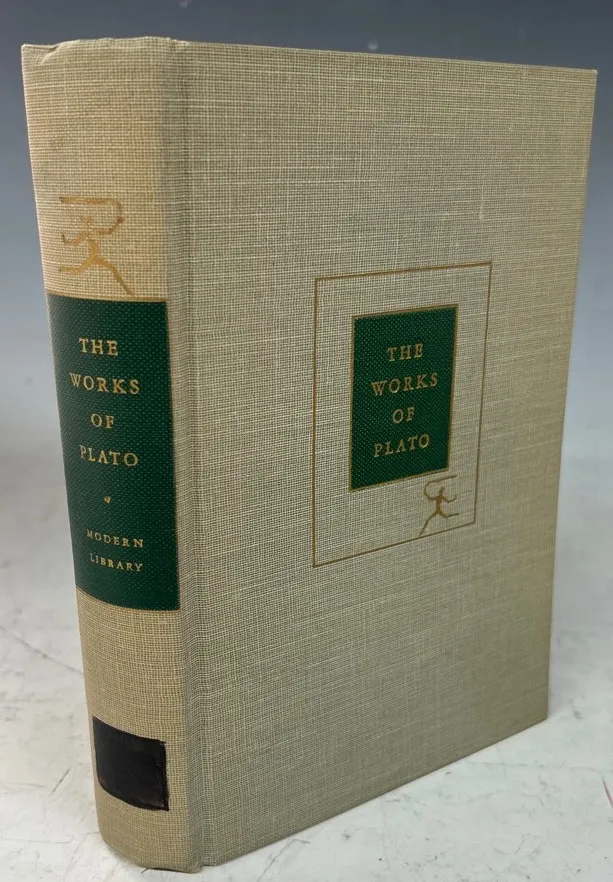 THE
WORKS
OF
PLATO
MODERN
LIBRARY
THE
WORKS
OF
PLATO